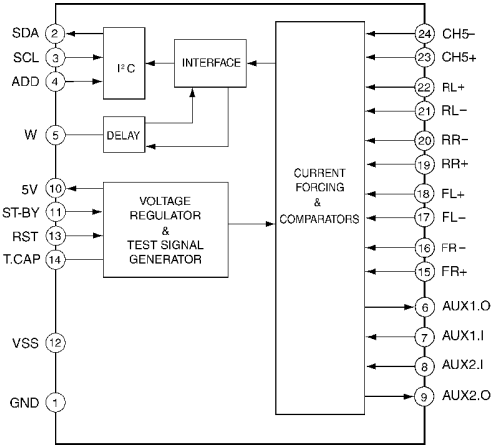 SDA 2
SCL 3
ADD 4
W 5
5V 10
ST-BY 11
RST 13
T.CAP 14
VSS 12
GND 1
I²C
INTERFACE
DELAY
VOLTAGE
REGULATOR
&
TEST SIGNAL
GENERATOR
CURRENT
FORCING
&
COMPARATORS
24 CH5–
23 CH5+
22 RL+
21 RL–
20 RR–
19 RR+
18 FL+
17 FL–
16 FR–
15 FR+
6 AUX1.O
7 AUX1.I
8 AUX2.I
9 AUX2.O